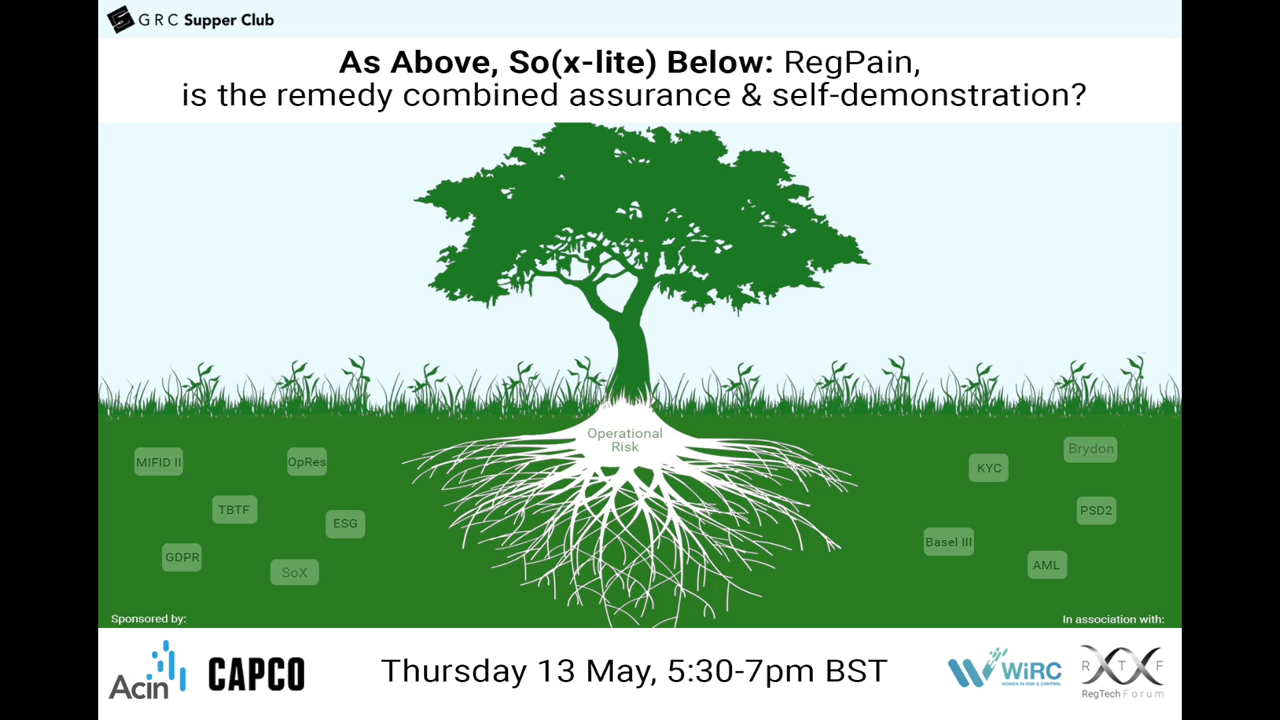 GRC Supper Club
As Above, So(x-lite) Below: RegPain,
is the remedy combined assurance & self-demonstration?
Operational
Risk
MIFID II
OpRes
TBTF
ESG
GDPR
SoX
Brydon
KYC
PSD2
Basel III
AML
Sponsored by:
In association with:
Acin
CAPCO
Thursday 13 May, 5:30-7pm BST
WiRC
WOMEN IN RISK & CONTROL
R T F
RegTech Forum